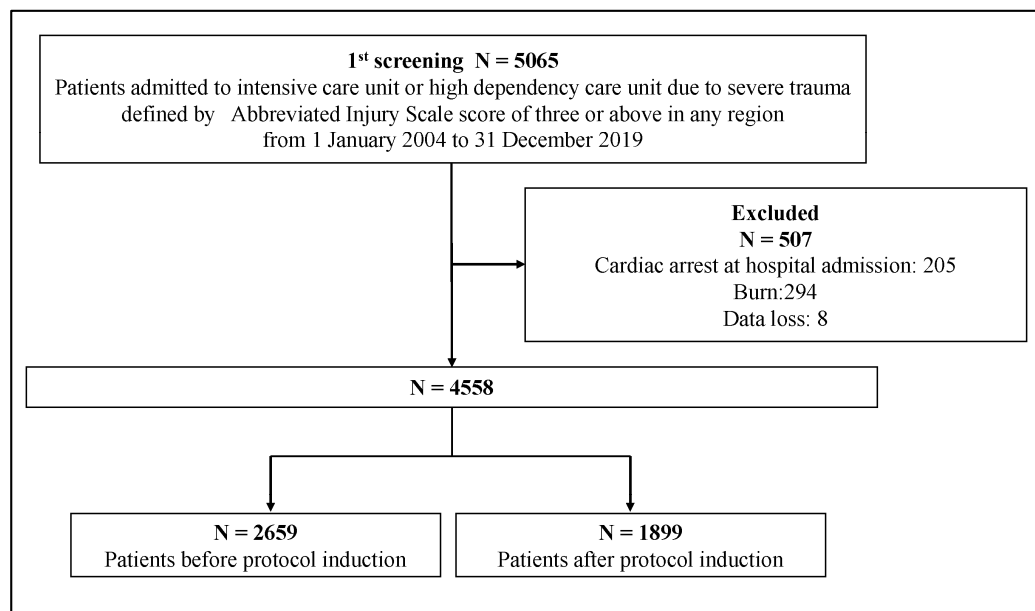 1st screening N = 5065
Patients admitted to intensive care unit or high dependency care unit due to severe trauma
defined by Abbreviated Injury Scale score of three or above in any region
from 1 January 2004 to 31 December 2019
Excluded
N = 507
Cardiac arrest at hospital admission: 205
Burn:294
Data loss: 8
N = 4558
N = 2659
Patients before protocol induction
N = 1899
Patients after protocol induction